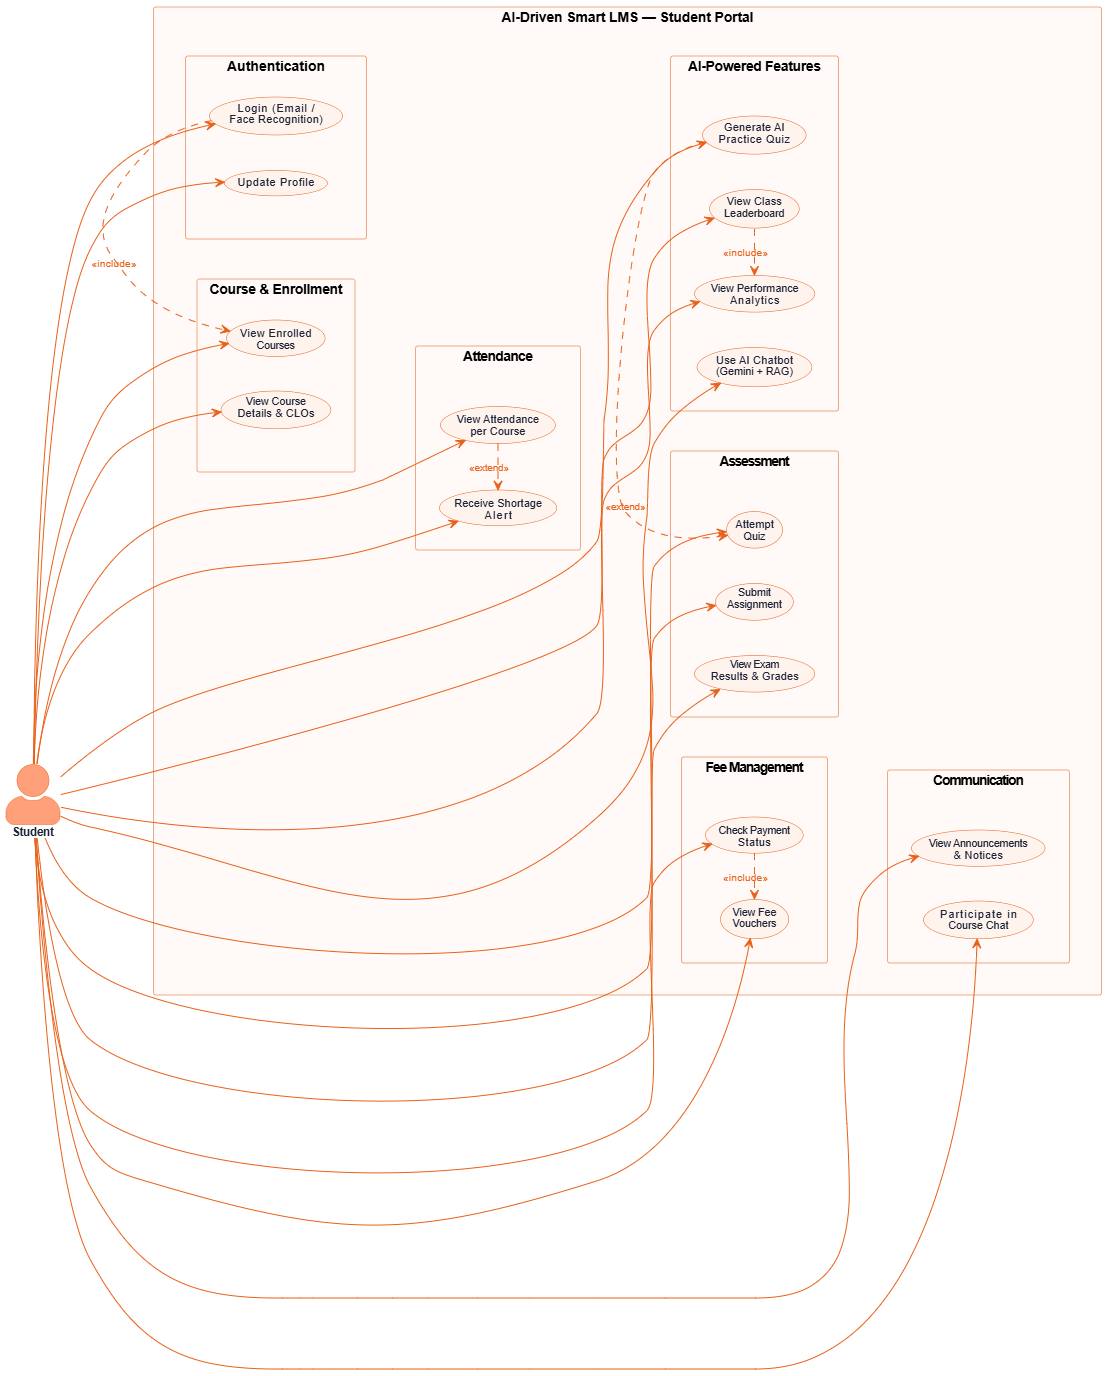 AI-Driven Smart LMS — Student Portal
Authentication
Login (Email /
Face Recognition)
Update Profile
«include»
Course & Enrollment
View Enrolled
Courses
View Course
Details & CLOs
Attendance
View Attendance
per Course
«extend»
Receive Shortage
Alert
AI-Powered Features
Generate AI
Practice Quiz
View Class
Leaderboard
«include»
View Performance
Analytics
Use AI Chatbot
(Gemini + RAG)
Assessment
«extend»
Attempt
Quiz
Submit
Assignment
View Exam
Results & Grades
Fee Management
Check Payment
Status
«include»
View Fee
Vouchers
Communication
View Announcements
& Notices
Participate in
Course Chat
Student